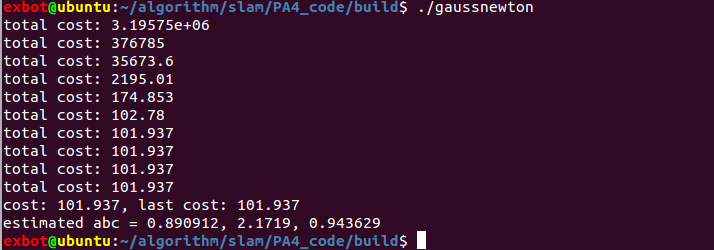 exbot@ubuntu:~/algorithm/slam/PA4_code/build$ ./gaussnewton
total cost: 3.19575e+06
total cost: 376785
total cost: 35673.6
total cost: 2195.01
total cost: 174.853
total cost: 102.78
total cost: 101.937
total cost: 101.937
total cost: 101.937
total cost: 101.937
cost: 101.937, last cost: 101.937
estimated abc = 0.890912, 2.1719, 0.943629
exbot@ubuntu:~/algorithm/slam/PA4_code/build$